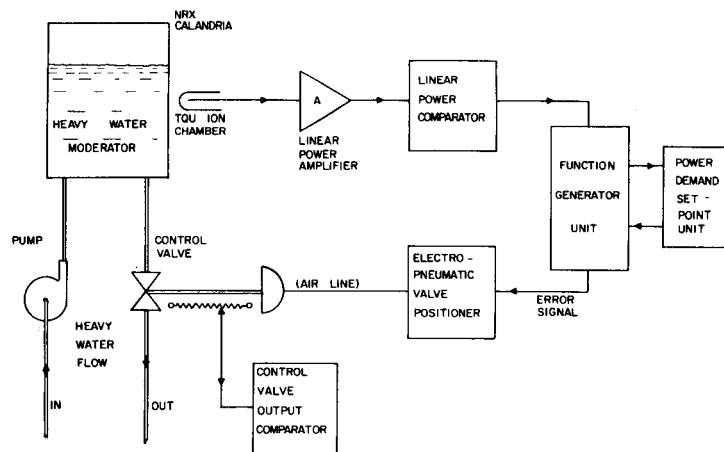 NRX
CALANDRIA
HEAVY WATER
MODERATOR
TQU ION
CHAMBER
A
LINEAR
POWER
AMPLIFIER
LINEAR
POWER
COMPARATOR
FUNCTION
GENERATOR
UNIT
POWER
DEMAND
SET -
POINT
UNIT
PUMP
CONTROL
VALVE
(AIR LINE)
ELECTRO -
PNEUMATIC
VALVE
POSITIONER
ERROR
SIGNAL
HEAVY
WATER
FLOW
IN
OUT
CONTROL
VALVE
OUTPUT
COMPARATOR